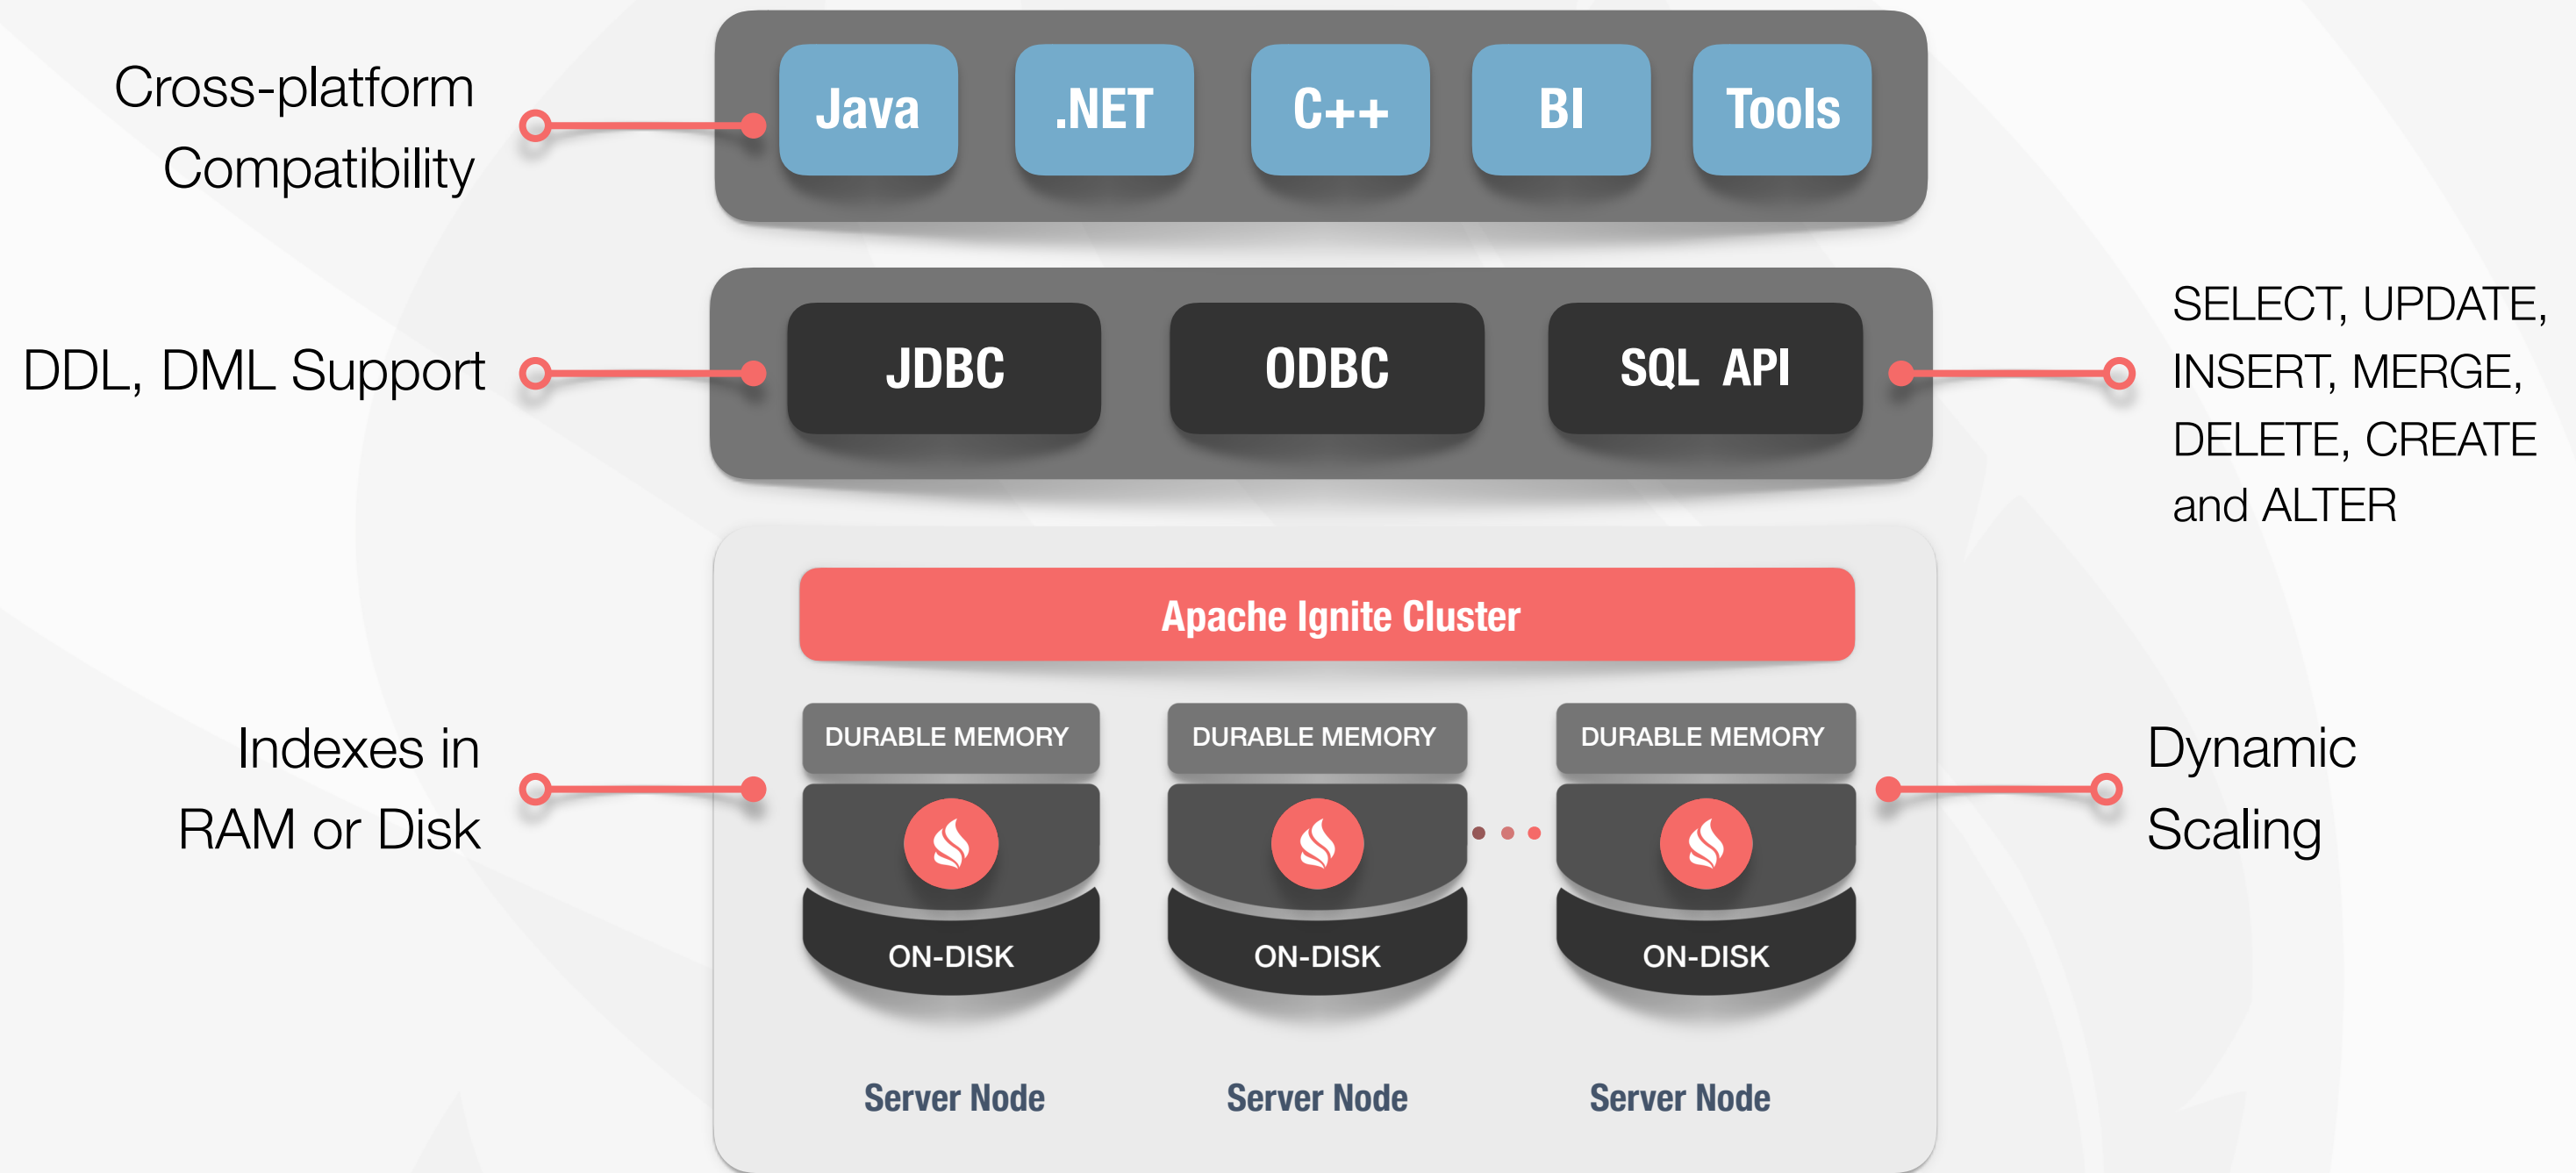 Cross-platform
Compatibility
Java
.NET
C++
BI
Tools
DDL, DML Support
JDBC
ODBC
SQL API
SELECT, UPDATE,
INSERT, MERGE,
DELETE, CREATE
and ALTER
Apache Ignite Cluster
Indexes in
RAM or Disk
DURABLE MEMORY
DURABLE MEMORY
DURABLE MEMORY
ON-DISK
ON-DISK
ON-DISK
Server Node
Server Node
Server Node
Dynamic
Scaling